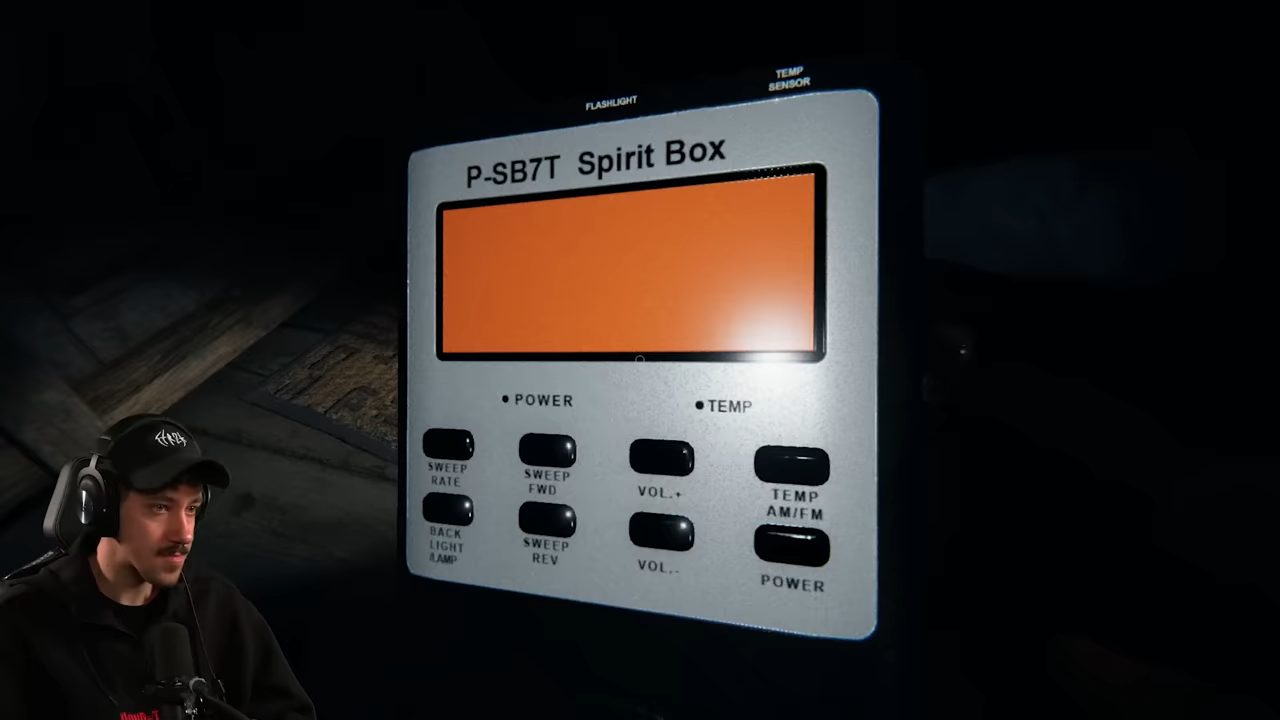 TEMP
SENSOR
FLASHLIGHT
P-SB7T Spirit Box
POWER
TEMP
SWEEP
RATE
SWEEP
FWD
VOL.+
TEMP
AM/FM
BACK
LIGHT
/LAMP
SWEEP
REV
VOL.-
POWER